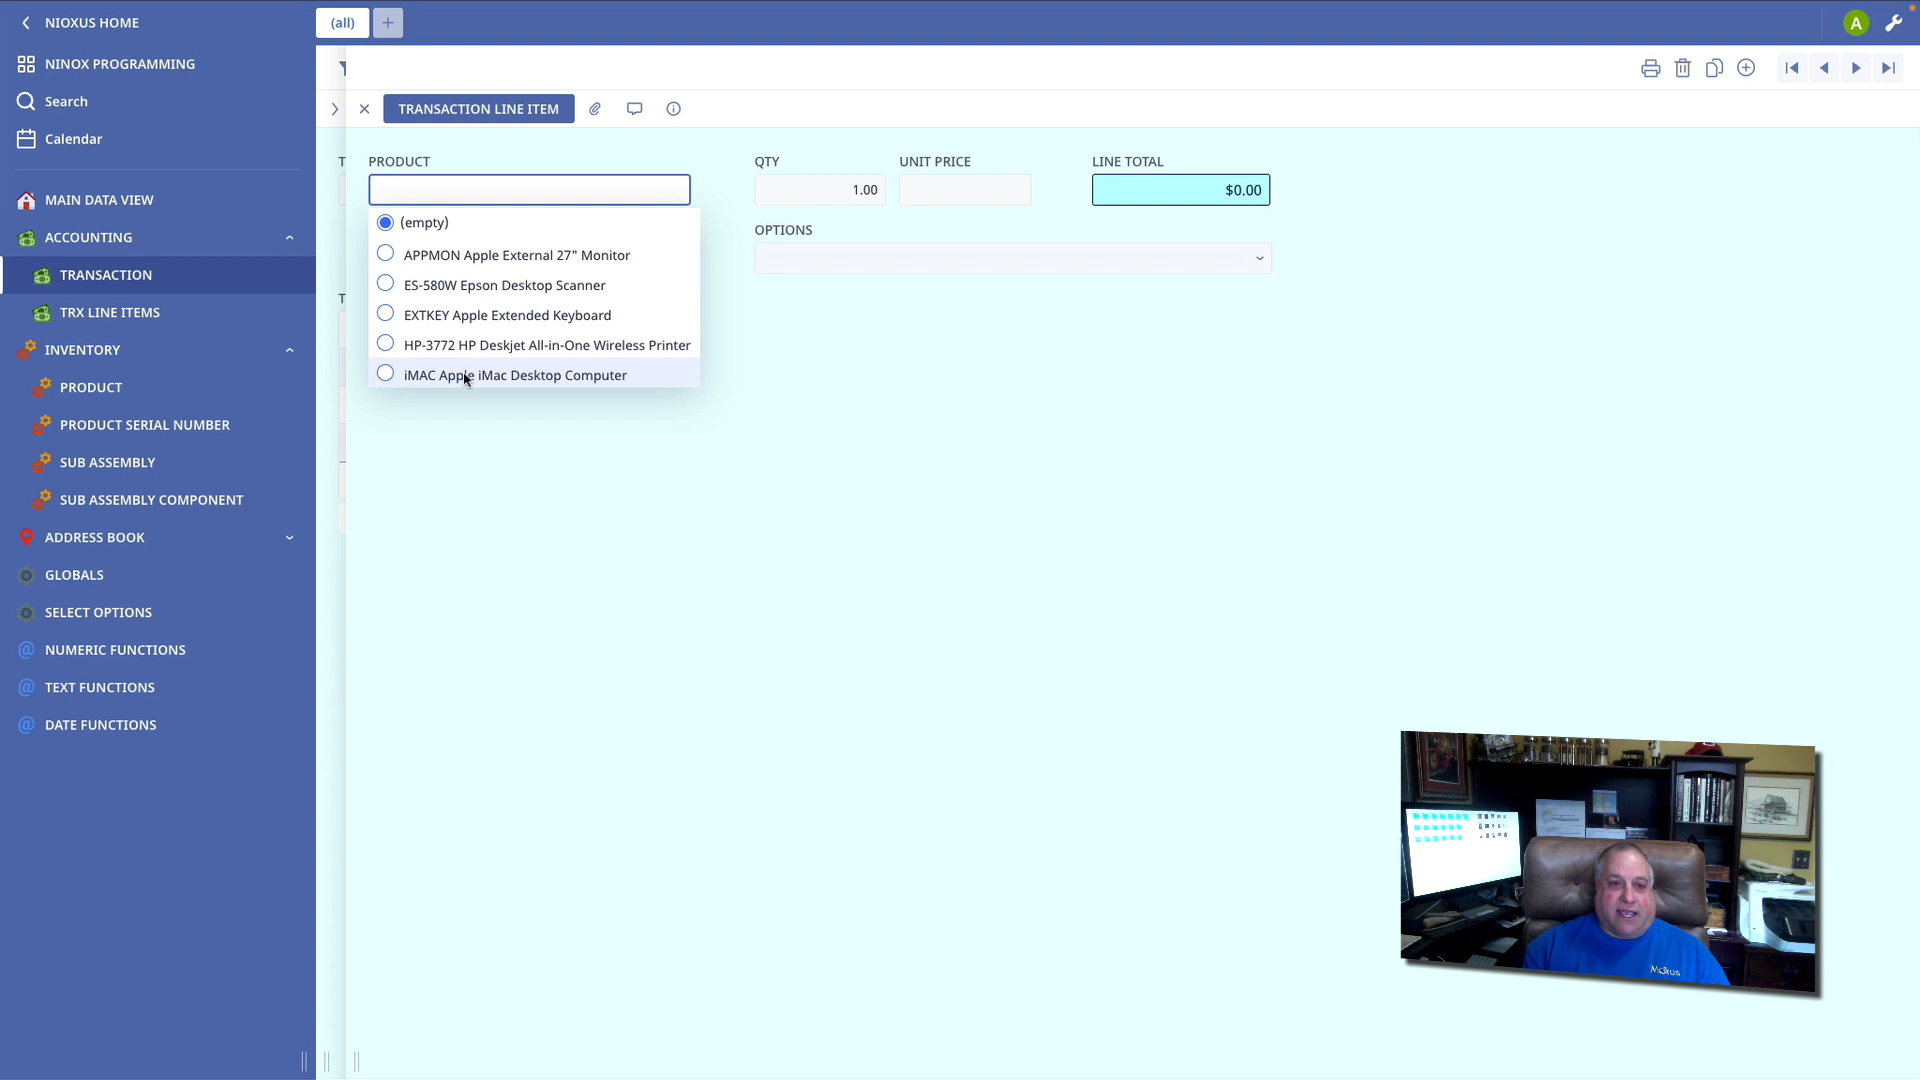 NIOXUS HOME
(all)
+
A
NINOX PROGRAMMING
Search
Calendar
MAIN DATA VIEW
ACCOUNTING
TRANSACTION
TRX LINE ITEMS
INVENTORY
PRODUCT
PRODUCT SERIAL NUMBER
SUB ASSEMBLY
SUB ASSEMBLY COMPONENT
ADDRESS BOOK
GLOBALS
SELECT OPTIONS
@ NUMERIC FUNCTIONS
@ TEXT FUNCTIONS
@ DATE FUNCTIONS
TRANSACTION LINE ITEM
T
PRODUCT
QTY
UNIT PRICE
LINE TOTAL
1.00
$0.00
OPTIONS
(empty)
APPMON Apple External 27" Monitor
ES-580W Epson Desktop Scanner
T
EXTKEY Apple Extended Keyboard
HP-3772 HP Deskjet All-in-One Wireless Printer
iMAC Apple iMac Desktop Computer